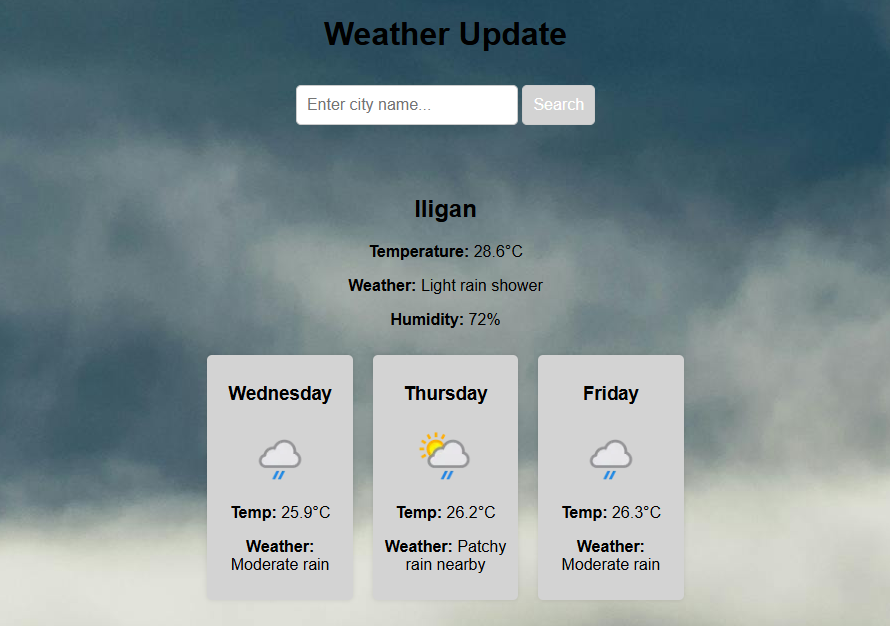 Weather Update
Enter city name...
Search
Iligan
Temperature: 28.6°C
Weather: Light rain shower
Humidity: 72%
Wednesday
Temp: 25.9°C
Weather:
Moderate rain
Thursday
Temp: 26.2°C
Weather: Patchy
rain nearby
Friday
Temp: 26.3°C
Weather:
Moderate rain